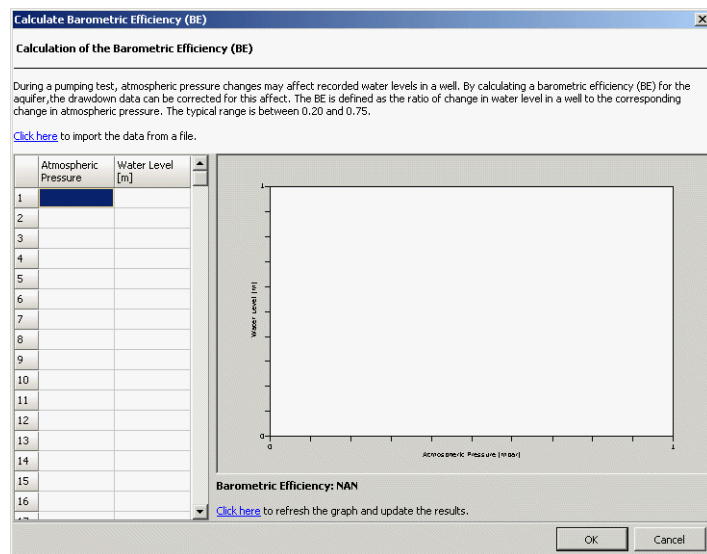 Calculate Barometric Efficiency (BE)
Calculation of the Barometric Efficiency (BE)
During a pumping test, atmospheric pressure changes may affect recorded water levels in a well. By calculating a barometric efficiency (BE) for the
aquifer,the drawdown data can be corrected for this affect. The BE is defined as the ratio of change in water level in a well to the corresponding
change in atmospheric pressure. The typical range is between 0.20 and 0.75.
Click here to import the data from a file.
Atmospheric Pressure
Water Level [m]
1
2
3
4
5
6
7
8
9
10
11
12
13
14
15
16
17
1
Water Level [m]
0
0
1
Atmospheric Pressure [mbar]
Barometric Efficiency: NAN
Click here to refresh the graph and update the results.
OK
Cancel